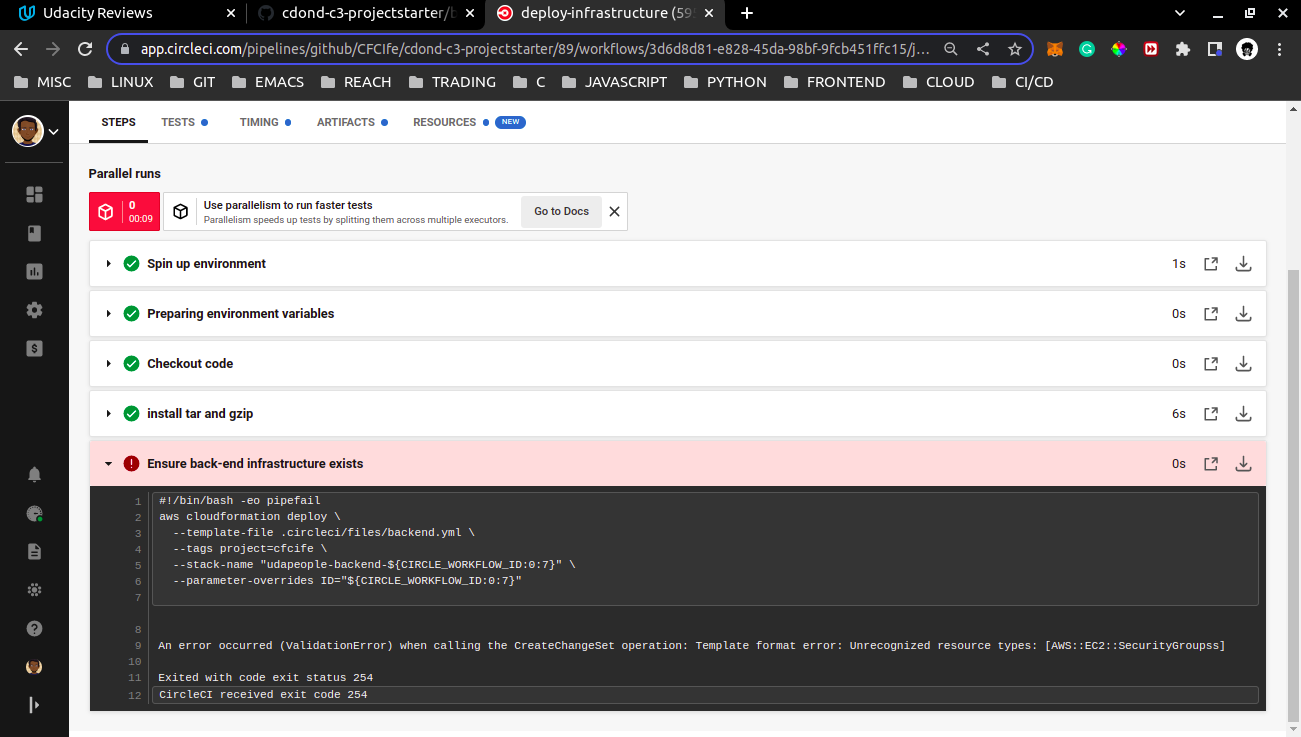 Udacity Reviews
cdond-c3-projectstarter/b
deploy-infrastructure (595
app.circleci.com/pipelines/github/CFCIfe/cdond-c3-projectstarter/89/workflows/3d6d8d81-e828-45da-98bf-9fcb451ffc15/j...
MISC LINUX GIT EMACS REACH TRADING C JAVASCRIPT PYTHON FRONTEND CLOUD CI/CD
STEPS TESTS TIMING ARTIFACTS RESOURCES NEW
Parallel runs
0
00:09
Use parallelism to run faster tests
Parallelism speeds up tests by splitting them across multiple executors.
Go to Docs
Spin up environment 1s
Preparing environment variables 0s
Checkout code 0s
install tar and gzip 6s
Ensure back-end infrastructure exists 0s
1 #!/bin/bash -eo pipefail
2 aws cloudformation deploy \
3 --template-file .circleci/files/backend.yml \
4 --tags project=cfcife \
5 --stack-name "udapeople-backend-${CIRCLE_WORKFLOW_ID:0:7}" \
6 --parameter-overrides ID="${CIRCLE_WORKFLOW_ID:0:7}"
7
8
9 An error occurred (ValidationError) when calling the CreateChangeSet operation: Template format error: Unrecognized resource types: [AWS::EC2::SecurityGroupss]
10
11 Exited with code exit status 254
12 CircleCI received exit code 254